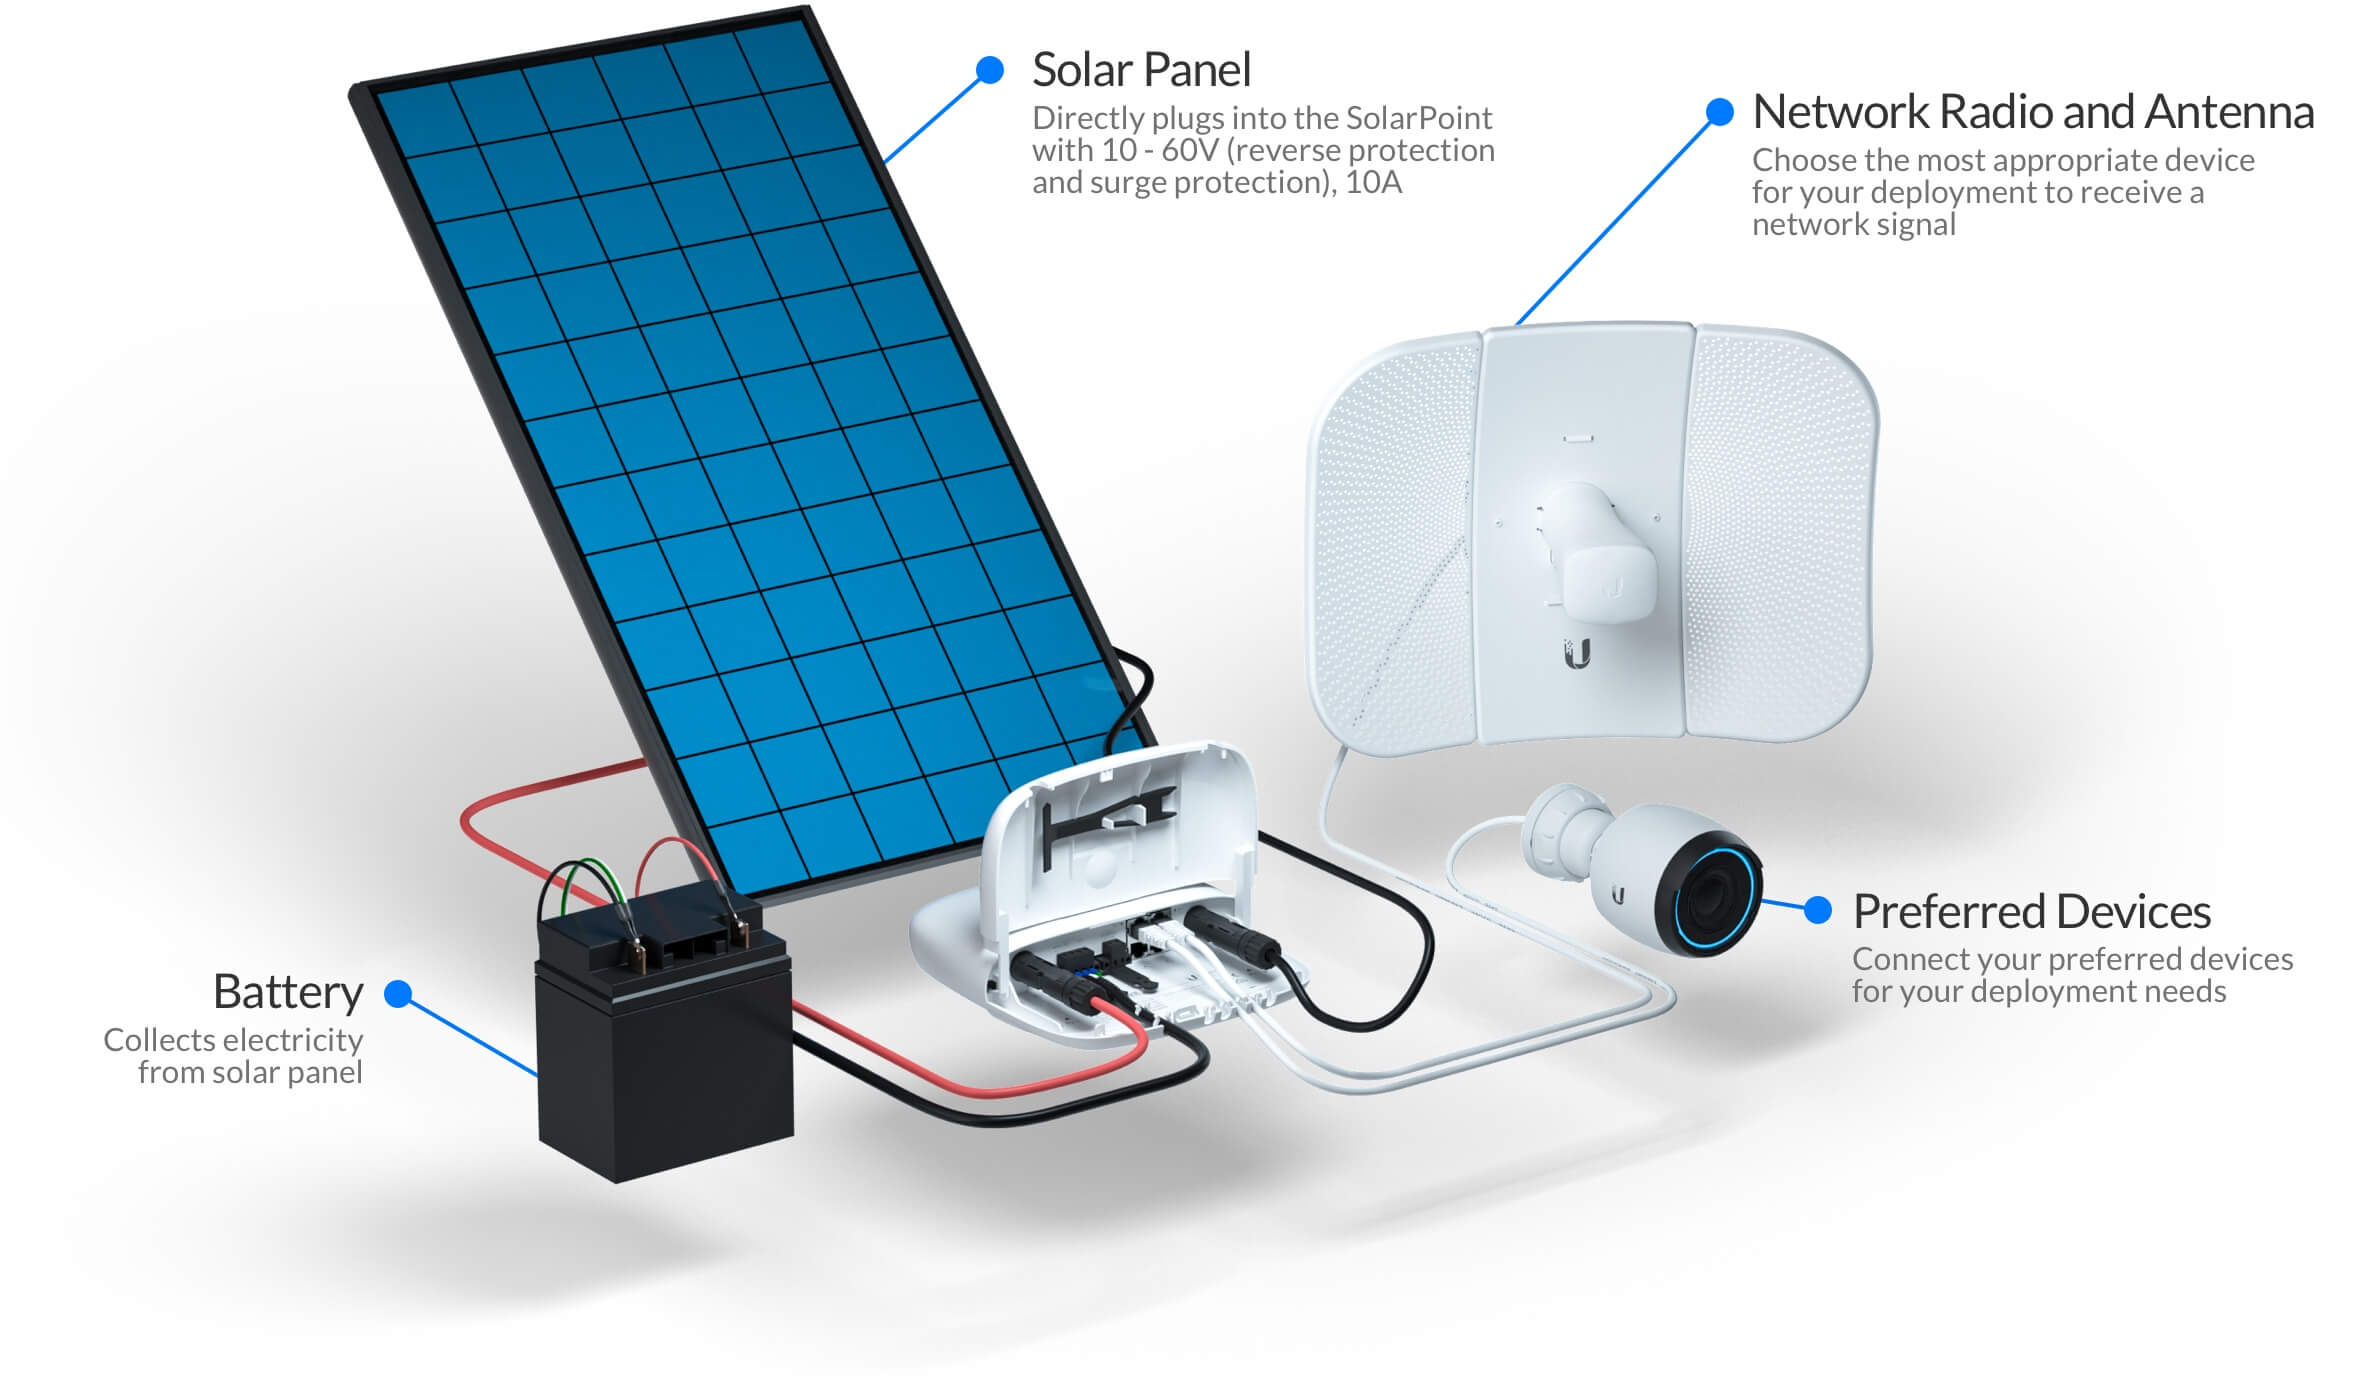 Solar Panel
Directly plugs into the SolarPoint
with 10 - 60V (reverse protection
and surge protection), 10A
Network Radio and Antenna
Choose the most appropriate device
for your deployment to receive a
network signal
Preferred Devices
Connect your preferred devices
for your deployment needs
Battery
Collects electricity
from solar panel